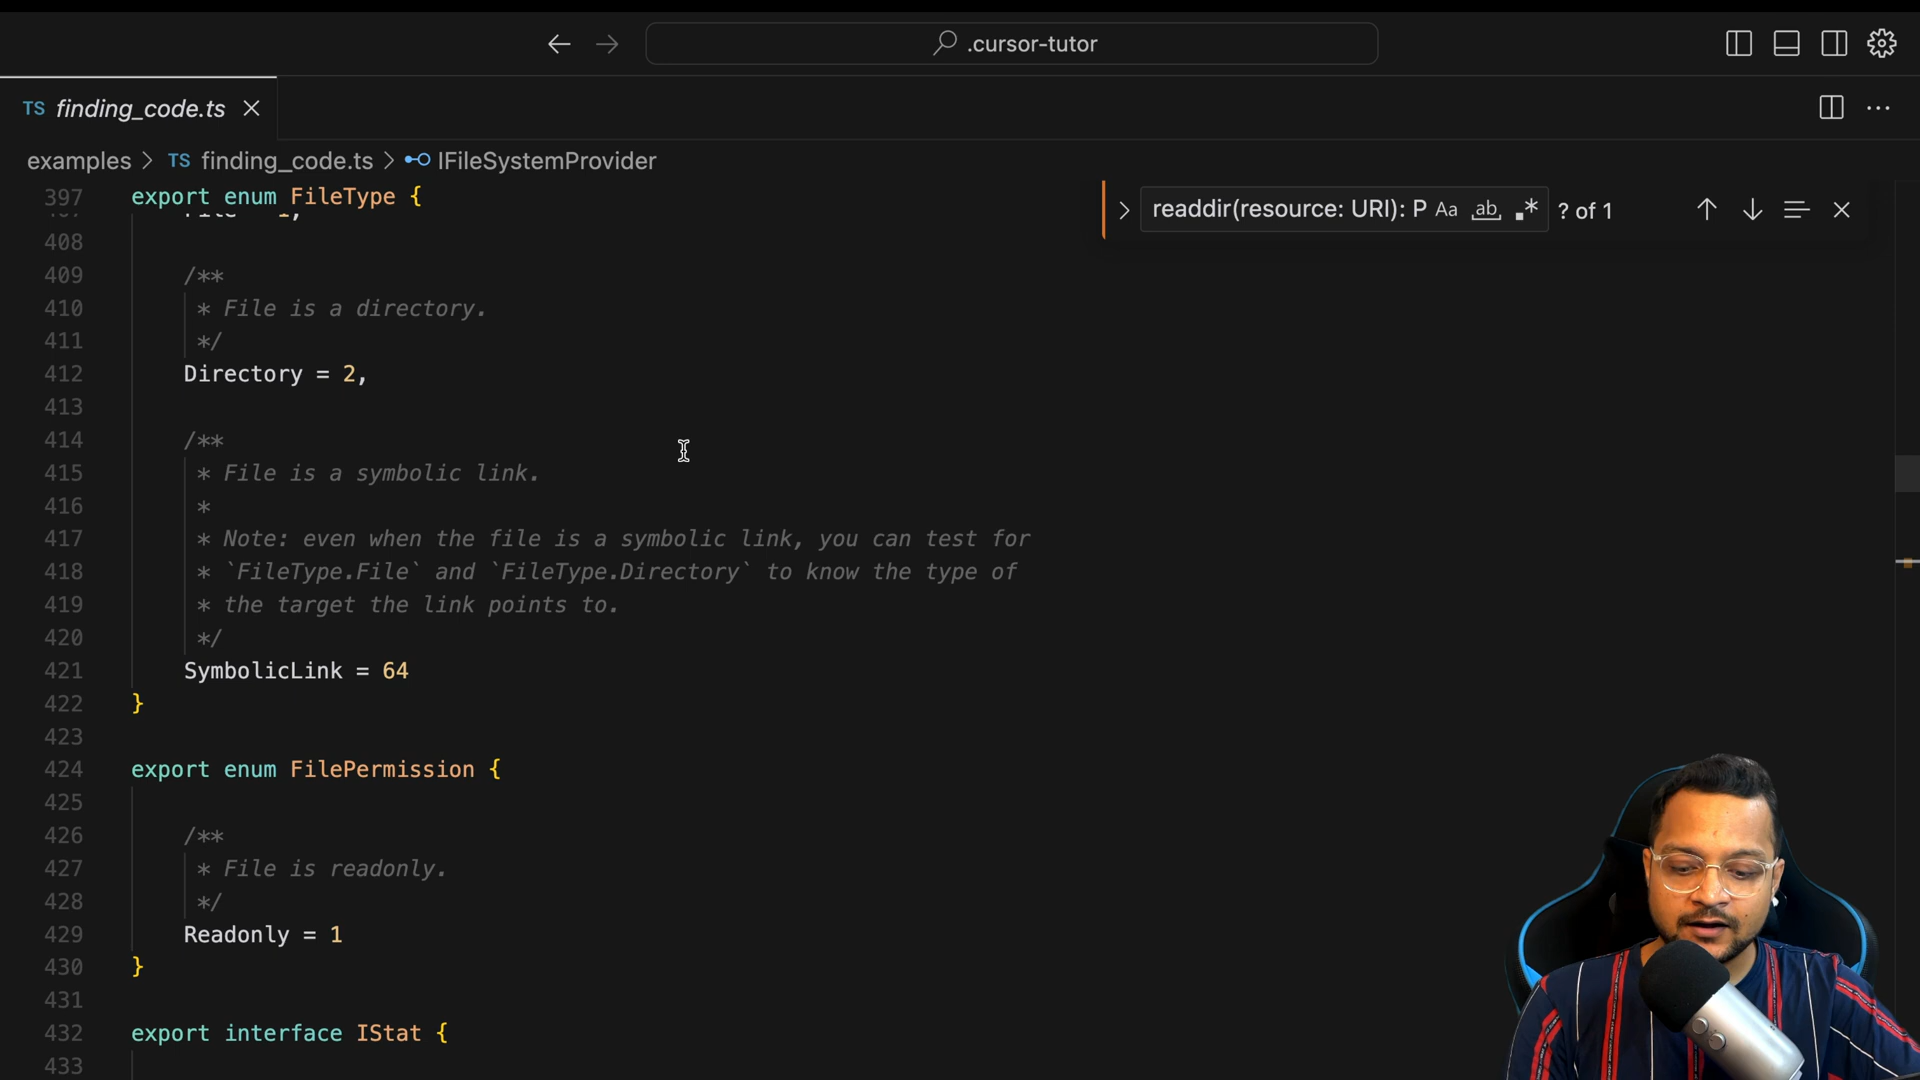 .cursor-tutor
TS finding_code.ts
examples > TS finding_code.ts > IFileSystemProvider
readdir(resource: URI): P Aa ab .* ? of 1
397 export enum FileType {
408
409 /**
410 * File is a directory.
411 */
412 Directory = 2,
413
414 /**
415 * File is a symbolic link.
416 *
417 * Note: even when the file is a symbolic link, you can test for
418 * `FileType.File` and `FileType.Directory` to know the type of
419 * the target the link points to.
420 */
421 SymbolicLink = 64
422 }
423
424 export enum FilePermission {
425
426 /**
427 * File is readonly.
428 */
429 Readonly = 1
430 }
431
432 export interface IStat {
433